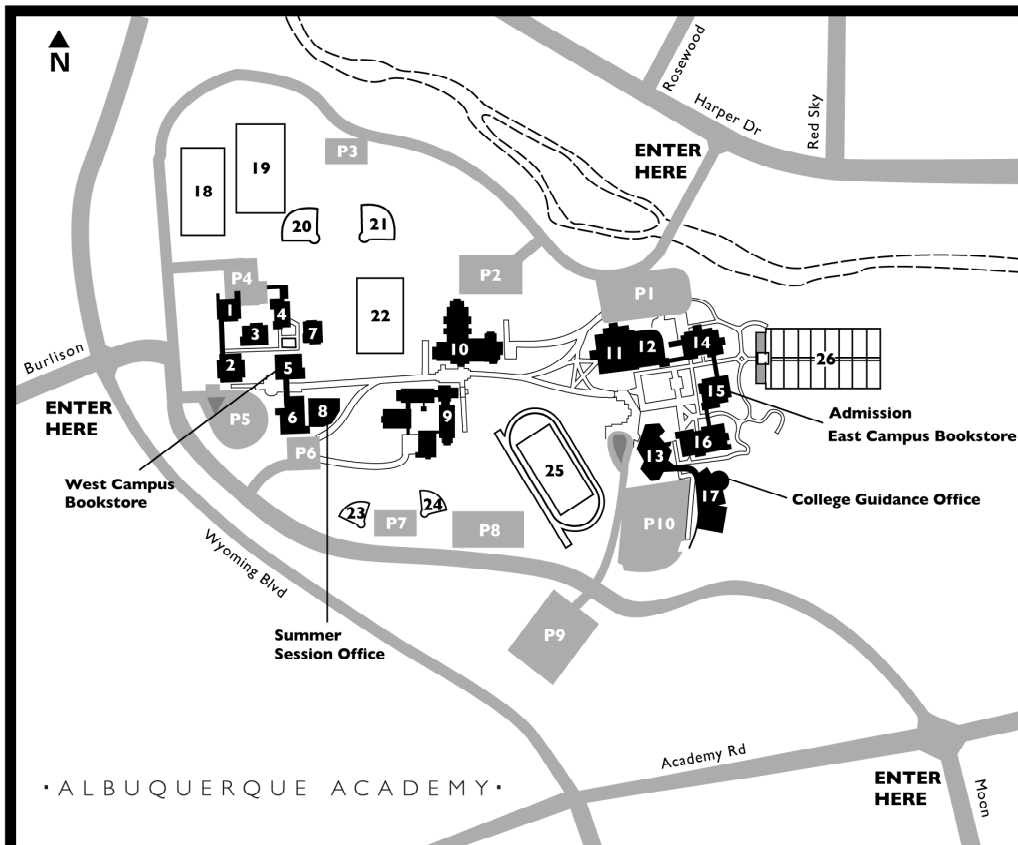 N
Rosewood
Harper Dr
Red Sky
ENTER
HERE
P3
19
18
20
21
P4
P2
P1
1
4
3
7
22
2
5
10
11
12
14
26
Burlison
ENTER
HERE
P5
6
8
9
15
Admission
East Campus Bookstore
P6
13
16
West Campus
Bookstore
25
17
College Guidance Office
23
P7
24
P8
P10
Wyoming Blvd
Summer
Session Office
P9
Academy Rd
ENTER
HERE
Moon
· ALBUQUERQUE ACADEMY ·